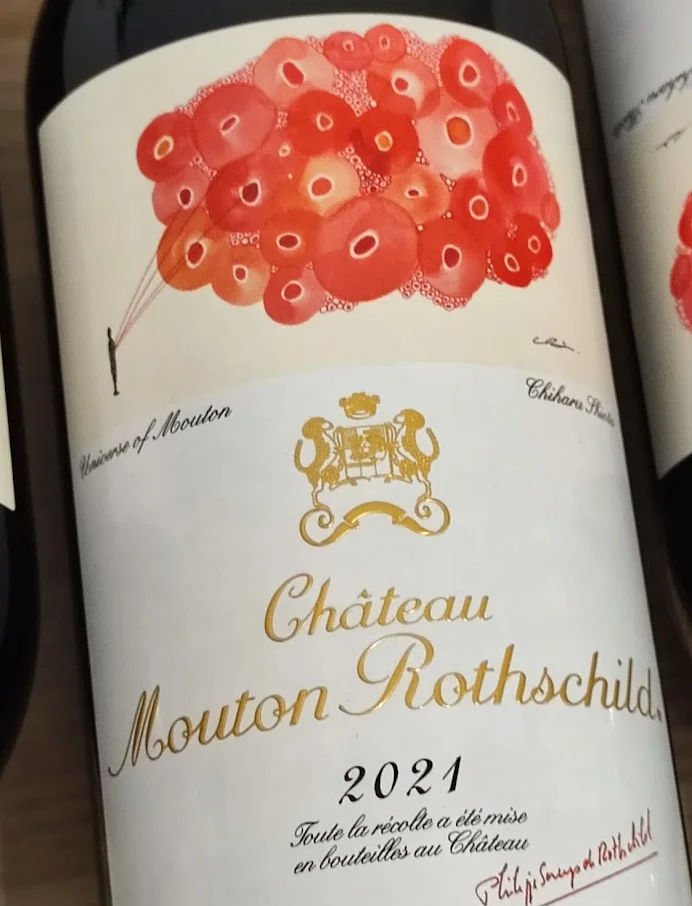 Universe of Mouton
Chiharu Shiota
Château
Mouton Rothschild.
2021
Toute la récolte a été mise
en bouteilles au Château